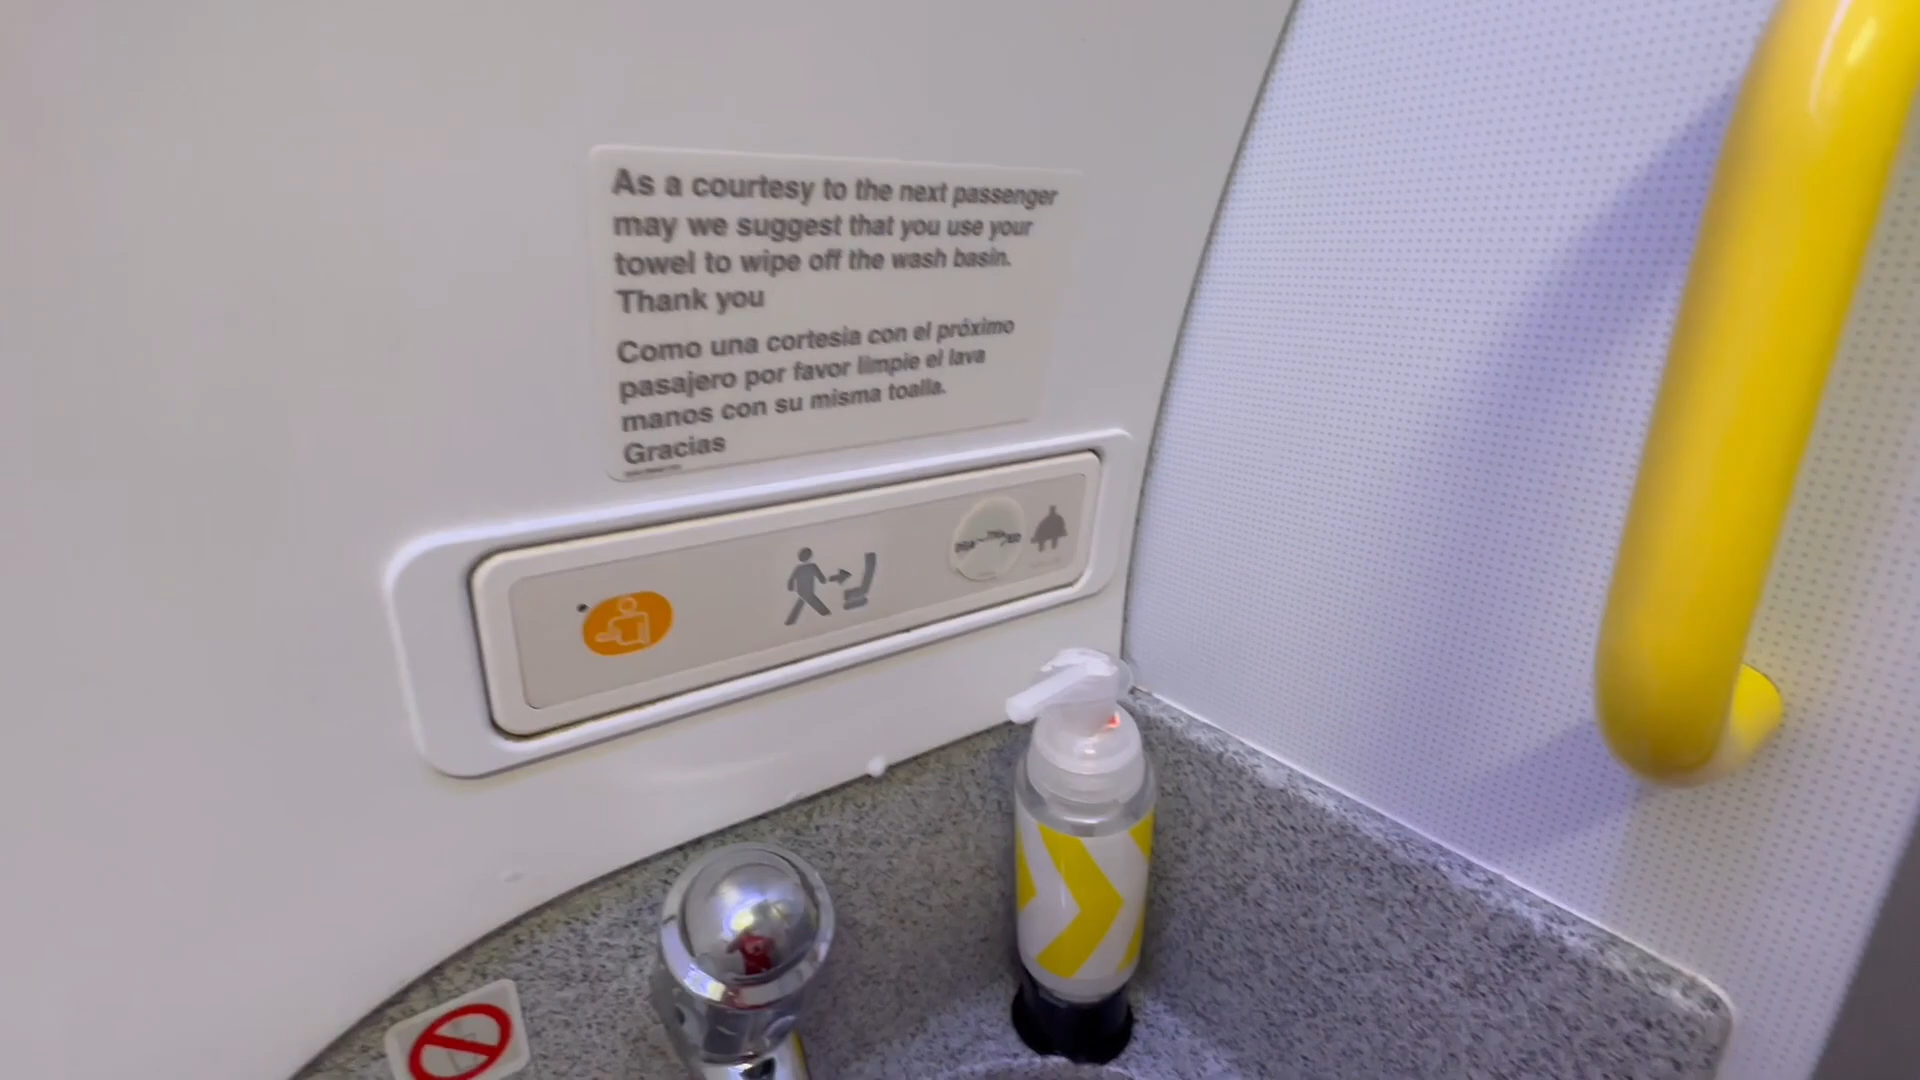 As a courtesy to the next passenger
may we suggest that you use your
towel to wipe off the wash basin.
Thank you
Como una cortesia con el próximo
pasajero por favor limpie el lava
manos con su misma toalla.
Gracias